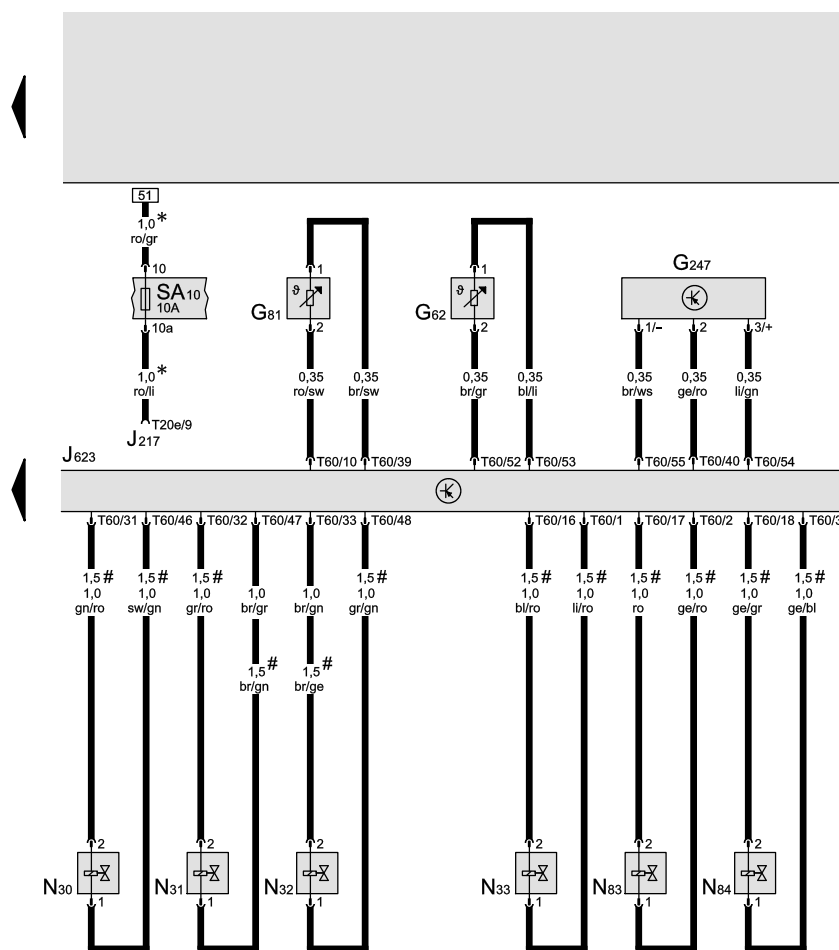 51
1,0 *
ro/gr
10
SA10
10A
10a
1,0 *
ro/li
T20e/9
J217
1
G81
2
0,35 0,35
ro/sw br/sw
1
G62
2
0,35 0,35
br/gr bl/li
G247
1/– 2 3/+
0,35 0,35 0,35
br/ws ge/ro li/gn
J623
T60/10 T60/39 T60/52 T60/53 T60/55 T60/40 T60/54
T60/31 T60/46 T60/32 T60/47 T60/33 T60/48 T60/16 T60/1 T60/17 T60/2 T60/18 T60/3
1,5# 1,5# 1,5# 1,5# 1,5# 1,5# 1,5# 1,5# 1,5# 1,5#
1,0 1,0 1,0 1,0 1,0 1,0 1,0 1,0 1,0 1,0 1,0 1,0
gn/ro sw/gn gr/ro br/gr br/gn gr/gn bl/ro li/ro ro ge/ro ge/gr ge/bl
1,5# 1,5#
br/gn br/ge
2 2 2 2 2 2
N30 N31 N32 N33 N83 N84
1 1 1 1 1 1